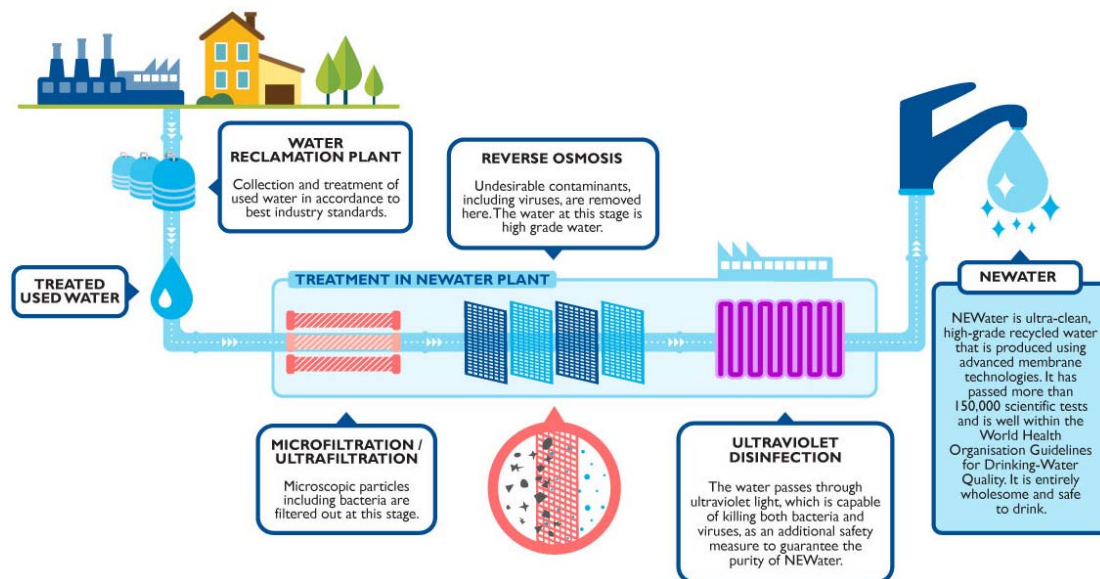 WATER
RECLAMATION PLANT
Collection and treatment of
used water in accordance to
best industry standards.
REVERSE OSMOSIS
Undesirable contaminants,
including viruses, are removed
here. The water at this stage is
high grade water.
TREATED
USED WATER
TREATMENT IN NEWATER PLANT
MICROFILTRATION /
ULTRAFILTRATION
Microscopic particles
including bacteria are
filtered out at this stage.
ULTRAVIOLET
DISINFECTION
The water passes through
ultraviolet light, which is capable
of killing both bacteria and
viruses, as an additional safety
measure to guarantee the
purity of NEWater.
NEWATER
NEWater is ultra-clean,
high-grade recycled water
that is produced using
advanced membrane
technologies. It has
passed more than
150,000 scientific tests
and is well within the
World Health
Organisation Guidelines
for Drinking-Water
Quality. It is entirely
wholesome and safe
to drink.